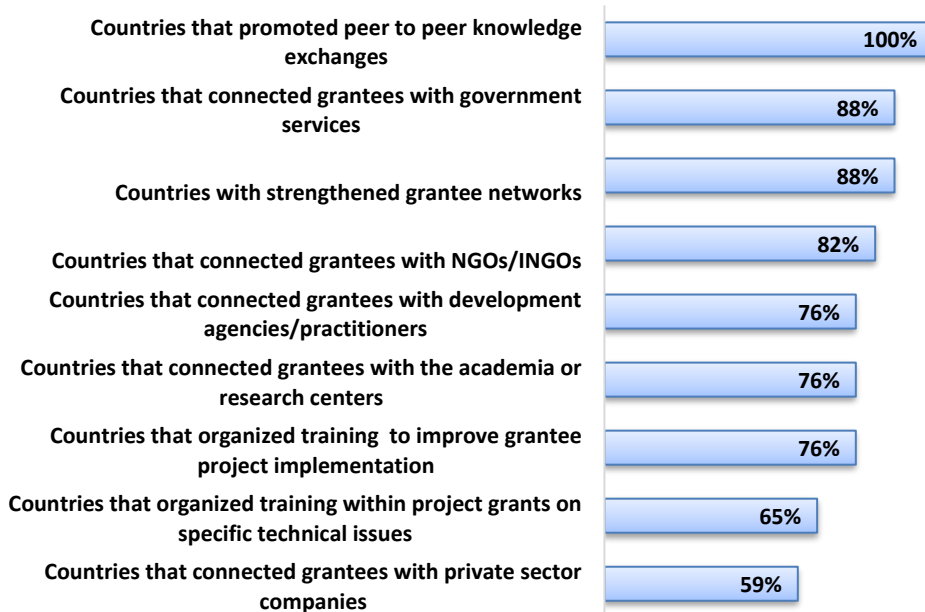 Countries that promoted peer to peer knowledge
exchanges
100%
Countries that connected grantees with government
services
88%
Countries with strengthened grantee networks
88%
Countries that connected grantees with NGOs/INGOs
82%
Countries that connected grantees with development
agencies/practitioners
76%
Countries that connected grantees with the academia or
research centers
76%
Countries that organized training to improve grantee
project implementation
76%
Countries that organized training within project grants on
specific technical issues
65%
Countries that connected grantees with private sector
companies
59%